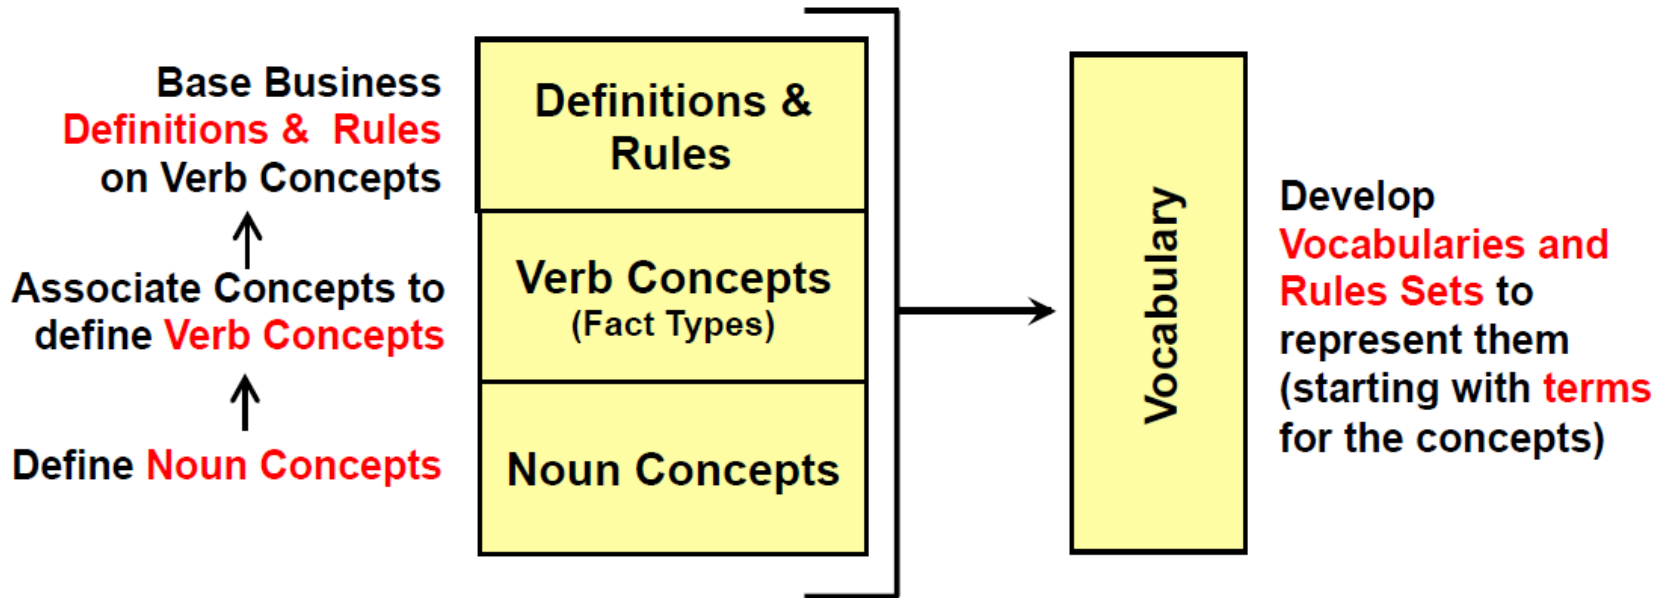 Base Business
Definitions & Rules
on Verb Concepts
Associate Concepts to
define Verb Concepts
Define Noun Concepts
Definitions &
Rules
Verb Concepts
(Fact Types)
Noun Concepts
Vocabulary
Develop
Vocabularies and
Rules Sets to
represent them
(starting with terms
for the concepts)